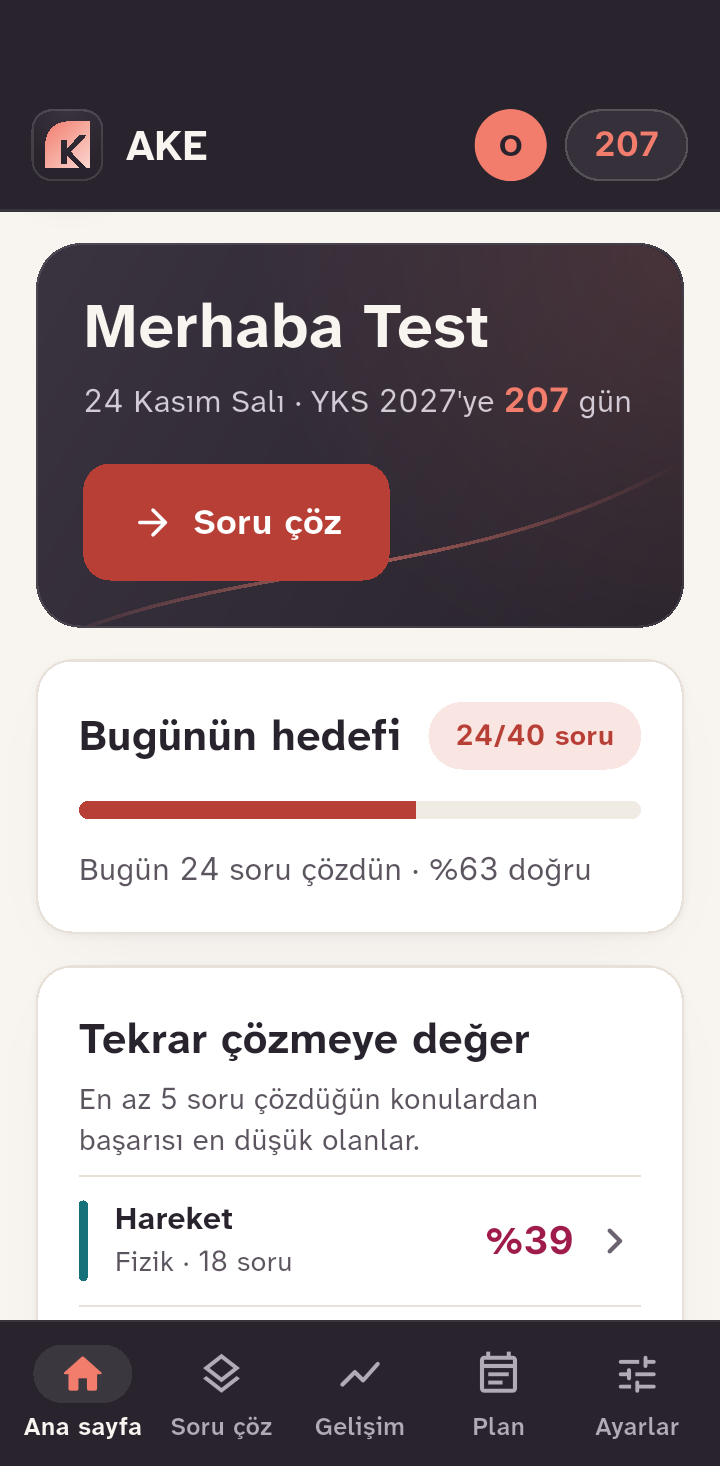 K
AKE
O
207
Merhaba Test
24 Kasım Salı · YKS 2027'ye 207 gün
→ Soru çöz
Bugünün hedefi
24/40 soru
Bugün 24 soru çözdün · %63 doğru
Tekrar çözmeye değer
En az 5 soru çözdüğün konulardan
başarısı en düşük olanlar.
Hareket
%39
Fizik · 18 soru
Ana sayfa
Soru çöz
Gelişim
Plan
Ayarlar